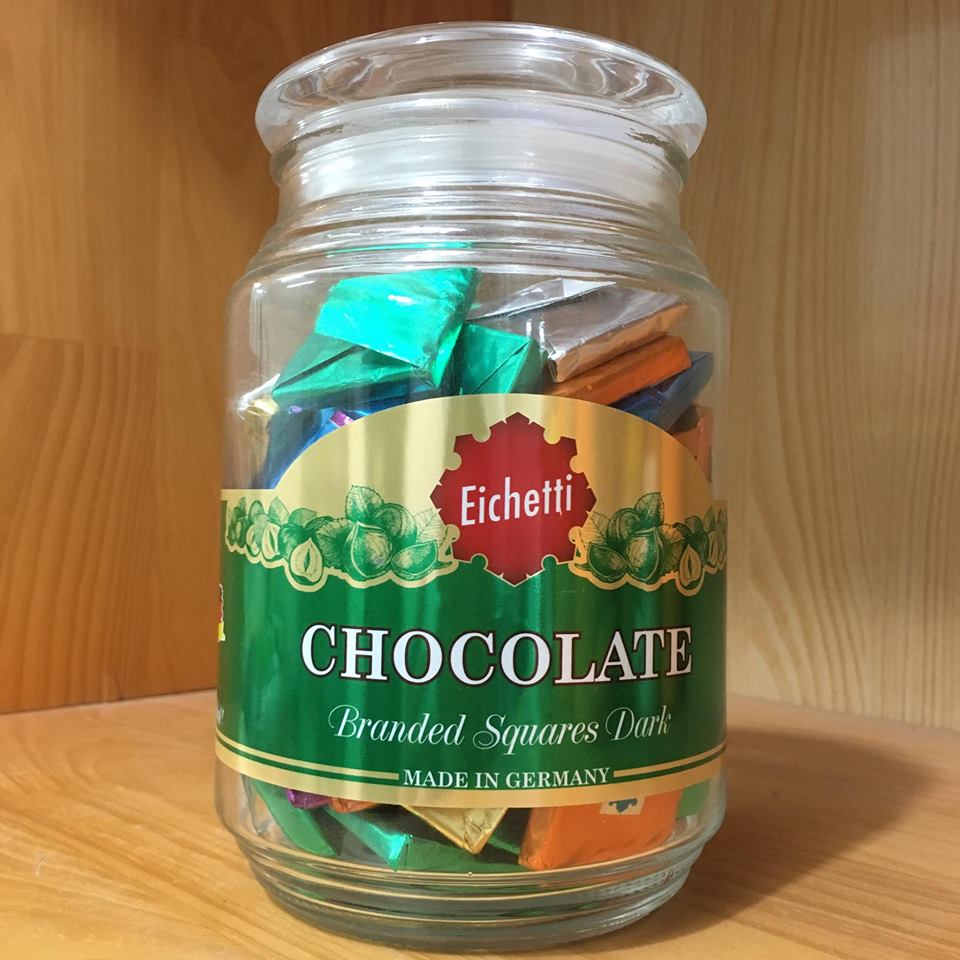 Eichetti
CHOCOLATE
Branded Squares Dark
MADE IN GERMANY